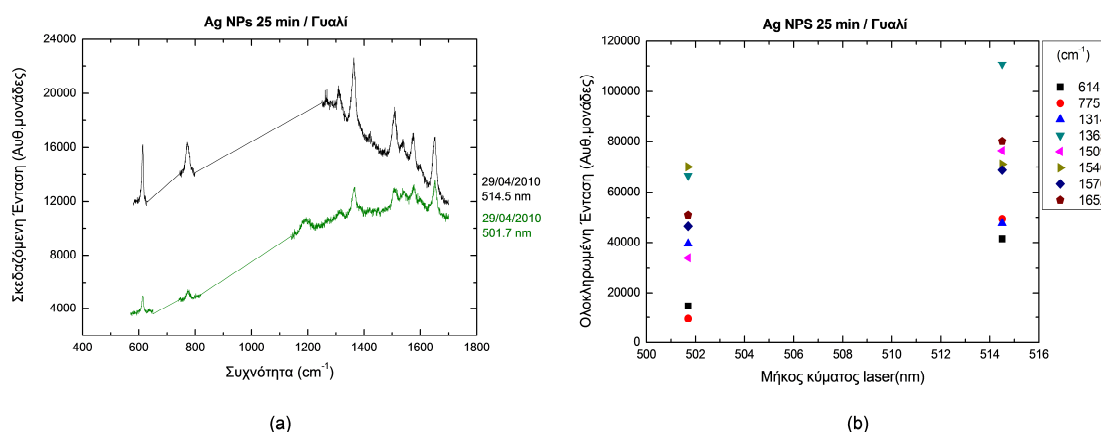 Ag NPs 25 min / Γυαλί
24000
20000
16000
12000
8000
4000
400 600 800 1000 1200 1400 1600 1800
Σκεδαζόμενη Ένταση (Αυθ.μονάδες)
Συχνότητα (cm-1)
29/04/2010
514.5 nm
29/04/2010
501.7 nm
(a)
Ag NPS 25 min / Γυαλί
120000
100000
80000
60000
40000
20000
0
500 502 504 506 508 510 512 514 516
Ολοκληρωμένη Ένταση (Αυθ.μονάδες)
Μήκος κύματος laser(nm)
(cm-1)
614
775
(b)